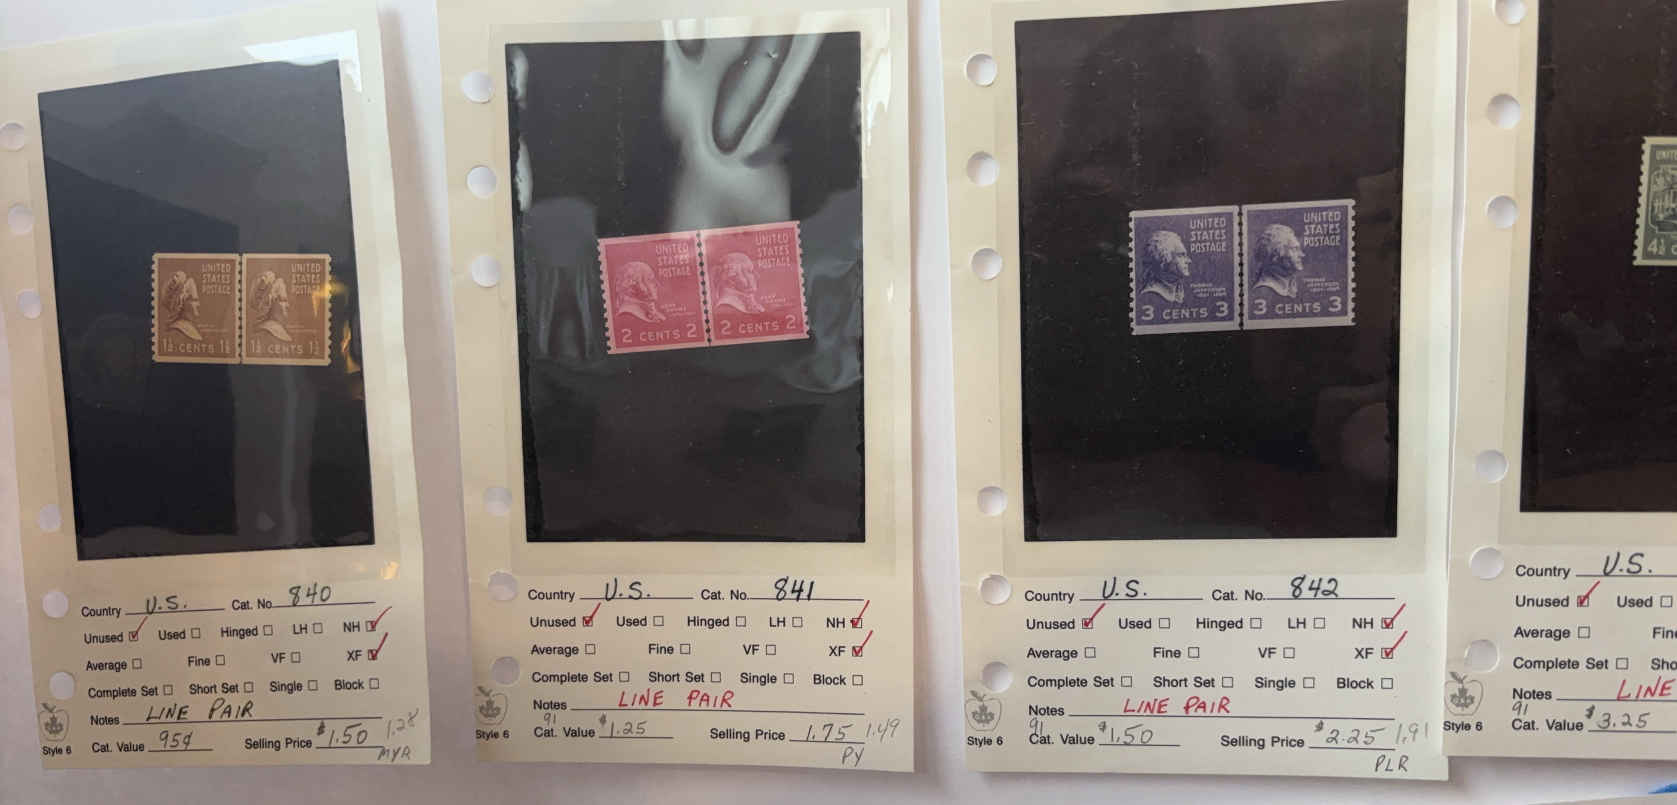 UNITED
STATES
POSTAGE
UNITED
STATES
POSTAGE
1½ CENTS 1½
1½ CENTS 1½
Country U.S. Cat. No. 840
Unused Used Hinged LH NH
Average Fine VF XF
Complete Set Short Set Single Block
Notes LINE PAIR
Style 6 Cat. Value 95¢ Selling Price $1.50 1.28
MYR
UNITED
STATES
POSTAGE
UNITED
STATES
POSTAGE
2 CENTS 2
2 CENTS 2
Country U.S. Cat. No. 841
Unused Used Hinged LH NH
Average Fine VF XF
Complete Set Short Set Single Block
Notes LINE PAIR
91
Style 6 Cat. Value $1.25 Selling Price 1.75 1.49
PY
UNITED
STATES
POSTAGE
UNITED
STATES
POSTAGE
3 CENTS 3
3 CENTS 3
Country U.S. Cat. No. 842
Unused Used Hinged LH NH
Average Fine VF XF
Complete Set Short Set Single Block
Notes LINE PAIR
91
Style 6 Cat. Value $1.50 Selling Price $2.25 1.91
PLR
4½
Country U.S.
Unused Used
Average
Complete Set
Notes LINE
91
Style 6 Cat. Value $3.25